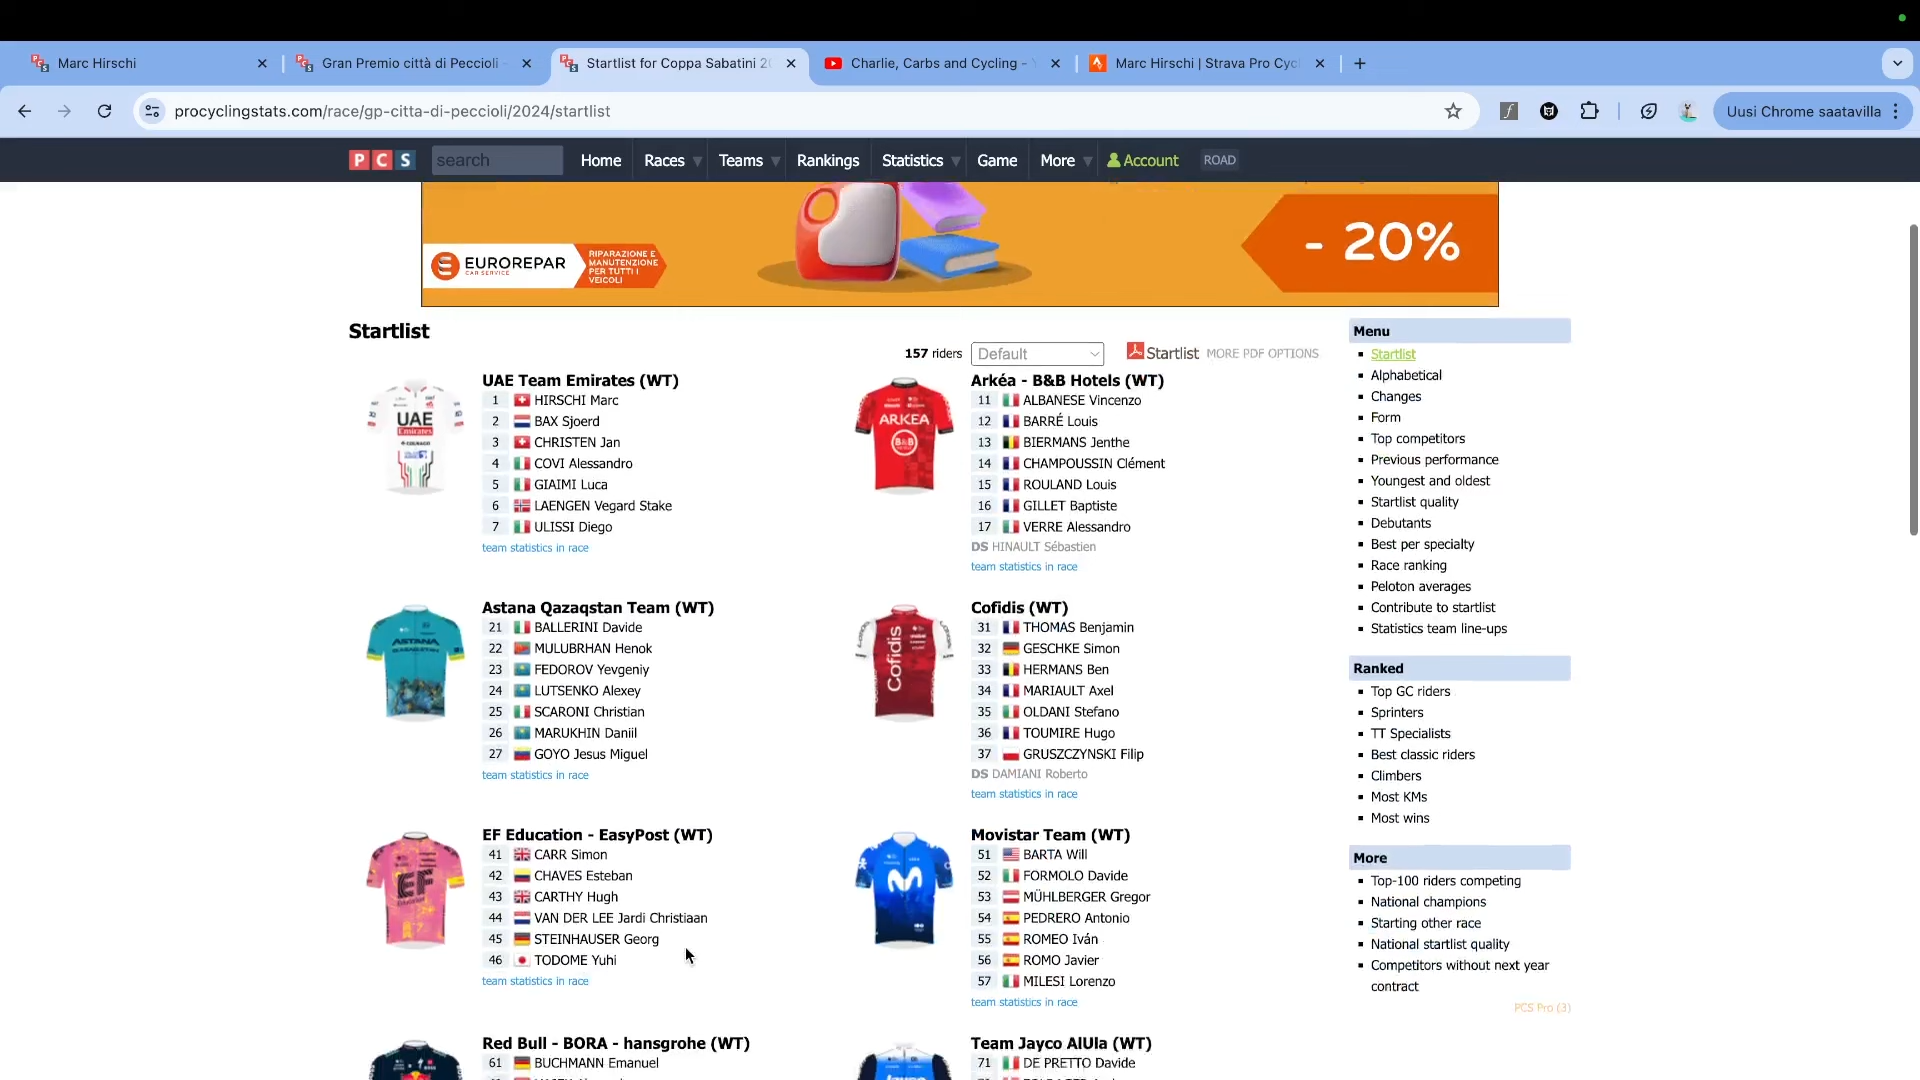 Marc Hirschi
Gran Premio città di Peccioli -
Startlist for Coppa Sabatini 20
Charlie, Carbs and Cycling -
Marc Hirschi | Strava Pro Cyc
procyclingstats.com/race/gp-citta-di-peccioli/2024/startlist
Uusi Chrome saatavilla
PCS
search
Home
Races
Teams
Rankings
Statistics
Game
More
Account
ROAD
EUROREPAR
CAR SERVICE
RIPARAZIONE E
MANUTENZIONE
PER TUTTI I
VEICOLI
- 20%
Startlist
157 riders
Default
Startlist
MORE PDF OPTIONS
UAE Team Emirates (WT)
1 HIRSCHI Marc
2 BAX Sjoerd
3 CHRISTEN Jan
4 COVI Alessandro
5 GIAIMI Luca
6 LAENGEN Vegard Stake
7 ULISSI Diego
team statistics in race
UAE
Emirates
Arkéa - B&B Hotels (WT)
11 ALBANESE Vincenzo
12 BARRÉ Louis
13 BIERMANS Jenthe
14 CHAMPOUSSIN Clément
15 ROULAND Louis
16 GILLET Baptiste
17 VERRE Alessandro
DS HINAULT Sébastien
team statistics in race
ARKEA
B&B
Astana Qazaqstan Team (WT)
21 BALLERINI Davide
22 MULUBRHAN Henok
23 FEDOROV Yevgeniy
24 LUTSENKO Alexey
25 SCARONI Christian
26 MARUKHIN Daniil
27 GOYO Jesus Miguel
team statistics in race
ASTANA
Cofidis (WT)
31 THOMAS Benjamin
32 GESCHKE Simon
33 HERMANS Ben
34 MARIAULT Axel
35 OLDANI Stefano
36 TOUMIRE Hugo
37 GRUSZCZYNSKI Filip
DS DAMIANI Roberto
team statistics in race
Cofidis
EF Education - EasyPost (WT)
41 CARR Simon
42 CHAVES Esteban
43 CARTHY Hugh
44 VAN DER LEE Jardi Christiaan
45 STEINHAUSER Georg
46 TODOME Yuhi
team statistics in race
EF
Movistar Team (WT)
51 BARTA Will
52 FORMOLO Davide
53 MÜHLBERGER Gregor
54 PEDRERO Antonio
55 ROMEO Iván
56 ROMO Javier
57 MILESI Lorenzo
team statistics in race
Red Bull - BORA - hansgrohe (WT)
61 BUCHMANN Emanuel
Team Jayco AlUla (WT)
71 DE PRETTO Davide
Menu
Startlist
Alphabetical
Changes
Form
Top competitors
Previous performance
Youngest and oldest
Startlist quality
Debutants
Best per specialty
Race ranking
Peloton averages
Contribute to startlist
Statistics team line-ups
Ranked
Top GC riders
Sprinters
TT Specialists
Best classic riders
Climbers
Most KMs
Most wins
More
Top-100 riders competing
National champions
Starting other race
National startlist quality
Competitors without next year
contract
PCS Pro (3)